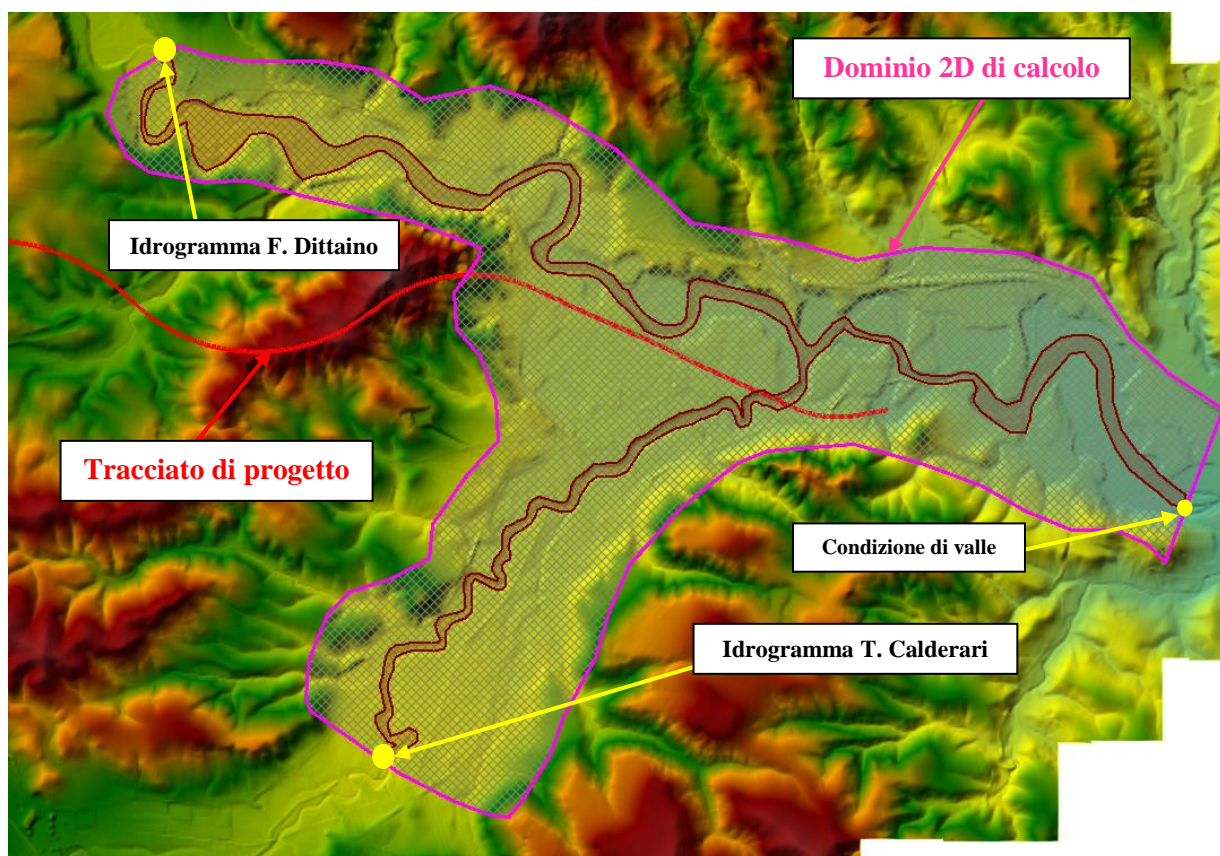 Dominio 2D di calcolo
Idrogramma F. Dittaino
Tracciato di progetto
Condizione di valle
Idrogramma T. Calderari